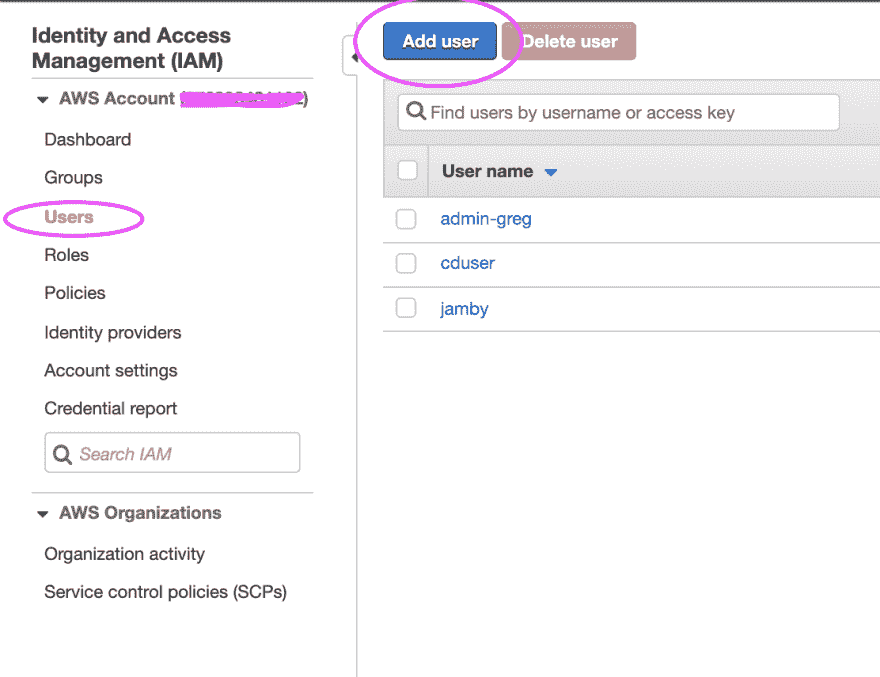 Identity and Access
Management (IAM)
AWS Account
Dashboard
Groups
Users
Roles
Policies
Identity providers
Account settings
Credential report
Search IAM
AWS Organizations
Organization activity
Service control policies (SCPs)
Add user
Delete user
Find users by username or access key
User name
admin-greg
cduser
jamby